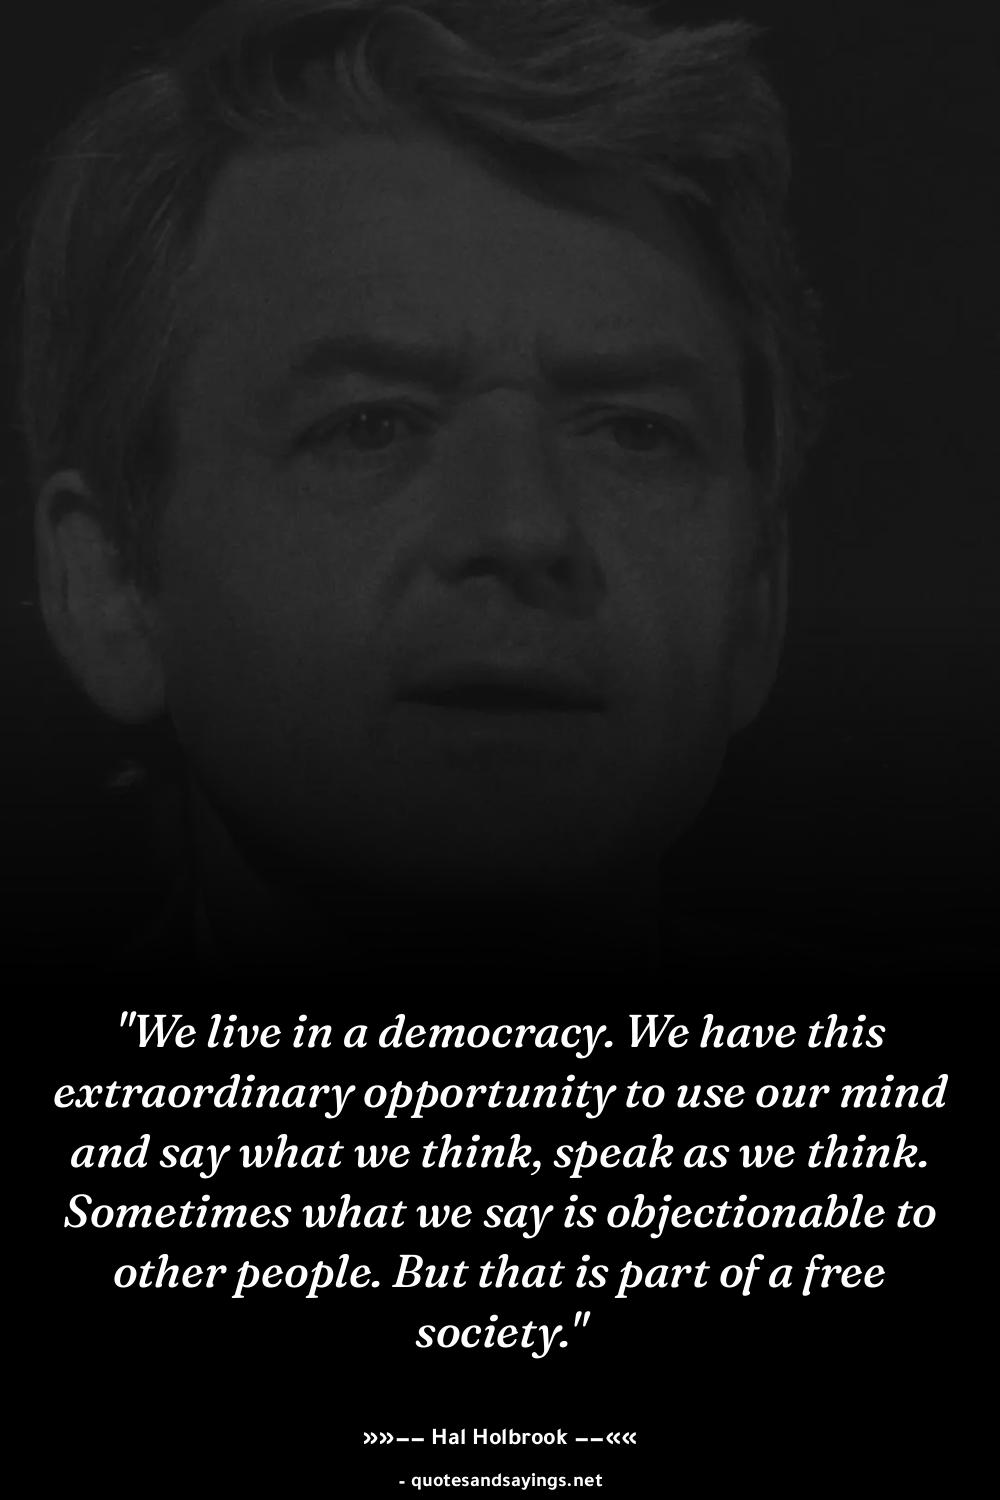 "We live in a democracy. We have this
extraordinary opportunity to use our mind
and say what we think, speak as we think.
Sometimes what we say is objectionable to
other people. But that is part of a free
society."
»»−− Hal Holbrook −−««
- quotesandsayings.net